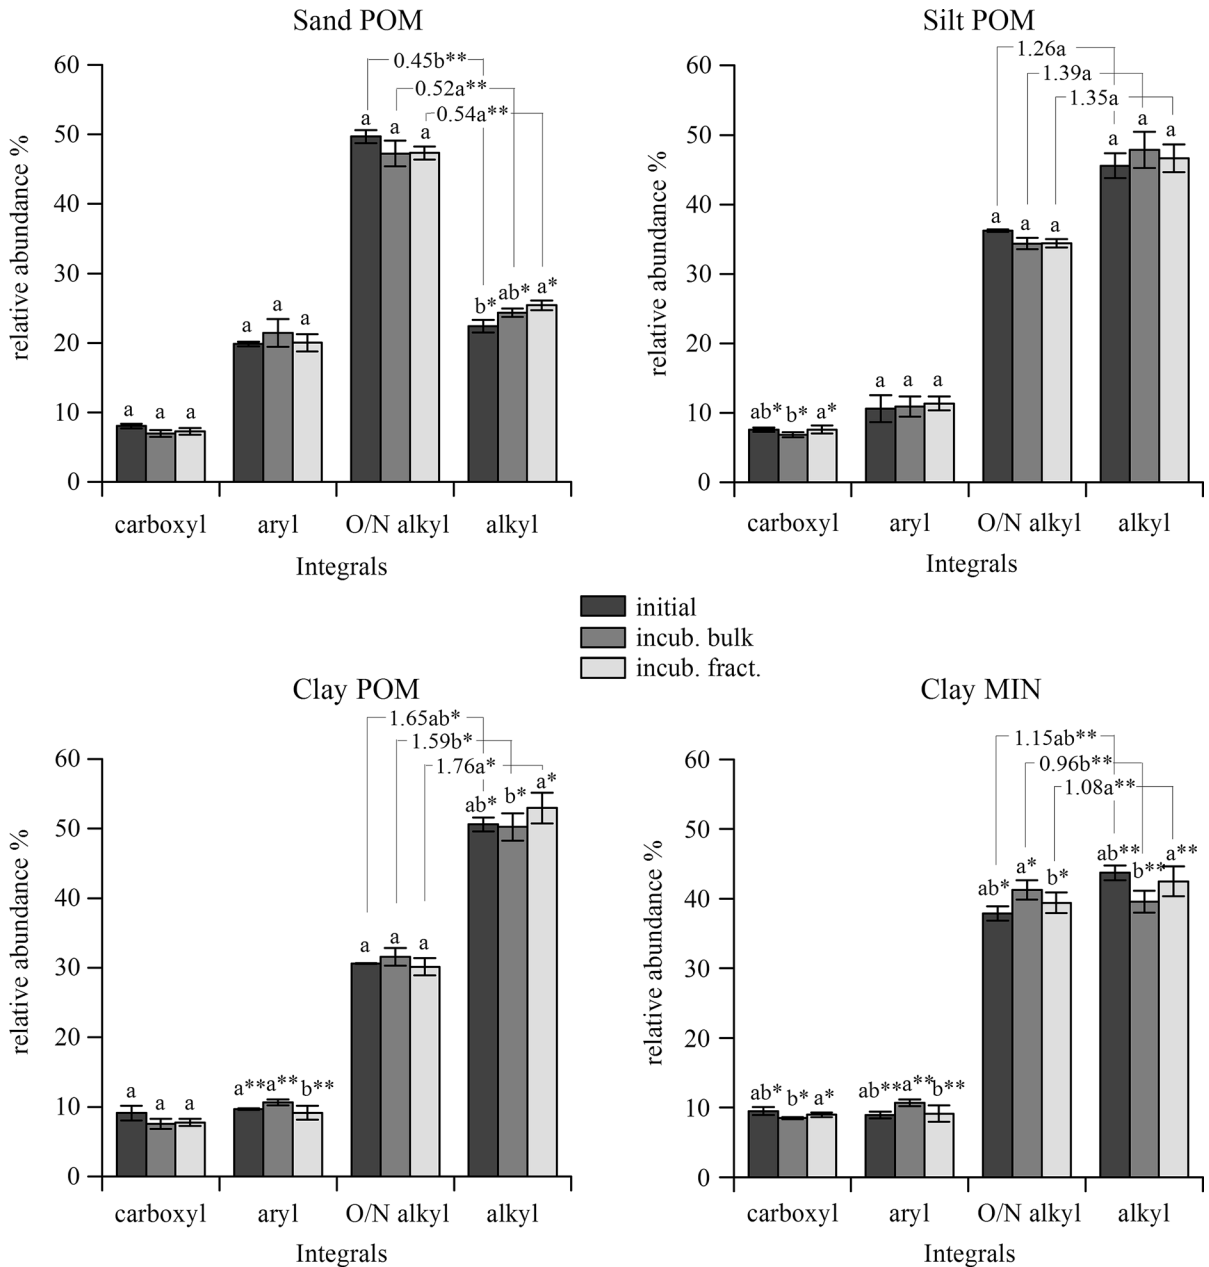 Sand POM
relative abundance %
60
50
40
30
20
10
0
0.45b**
0.52a**
0.54a**
a a a
a a a
a a a
b* ab* a*
carboxyl aryl O/N alkyl alkyl
Integrals
Silt POM
relative abundance %
60
50
40
30
20
10
0
1.26a
1.39a
1.35a
ab* b* a*
a a a
a a a
a a a
carboxyl aryl O/N alkyl alkyl
Integrals
initial
incub. bulk
incub. fract.
Clay POM
relative abundance %
60
50
40
30
20
10
0
1.65ab*
1.59b*
1.76a*
a a a
a** a** b**
a a a
ab* b* a*
carboxyl aryl O/N alkyl alkyl
Integrals
Clay MIN
relative abundance %
60
50
40
30
20
10
0
1.15ab**
0.96b**
1.08a**
ab* b* a*
ab** a** b**
ab* a* b*
ab** b** a**
carboxyl aryl O/N alkyl alkyl
Integrals